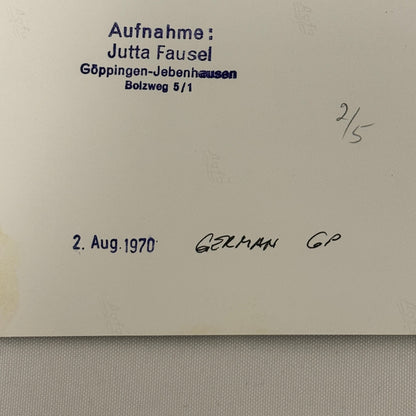 Aufnahme:
Jutta Fausel
Göppingen-Jebenhausen
Bolzweg 5/1
2/5
2. Aug. 1970 GERMAN GP